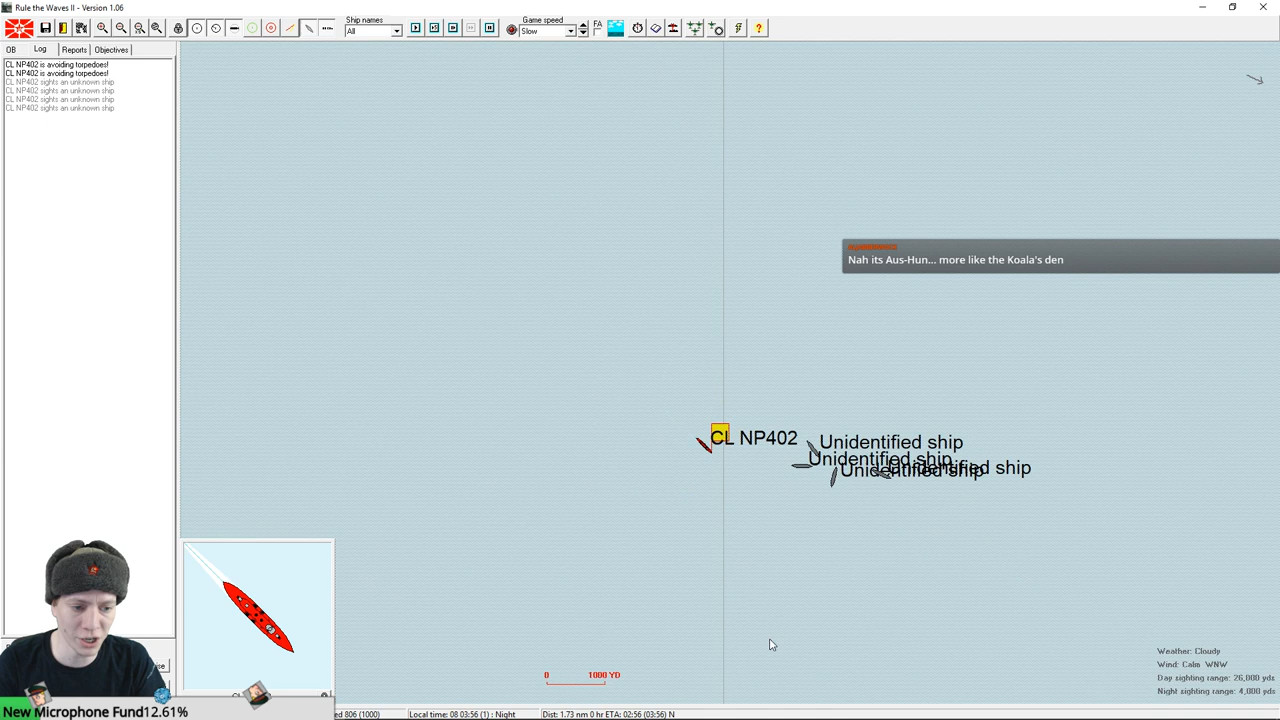 Rule the Waves II - Version 1.06
Ship names
All
Game speed
Slow
FA
OB
Log
Reports
Objectives
CL NP402 is avoiding torpedoes!
CL NP402 is avoiding torpedoes!
CL NP402 sights an unknown ship
CL NP402 sights an unknown ship
CL NP402 sights an unknown ship
CL NP402 sights an unknown ship
Nah its Aus-Hun... more like the Koala's den
CL NP402
Unidentified ship
Unidentified ship
Unidentified ship
Unidentified ship
0 1000 YD
Weather: Cloudy
Wind: Calm WNW
Day sighting range: 26,000 yds
Night sighting range: 4,000 yds
New Microphone Fund 12.61%
806 (1000)
Local time: 08 03:56 (1) : Night
Dist: 1.73 nm 0 hr ETA: 02:56 (03:56) N